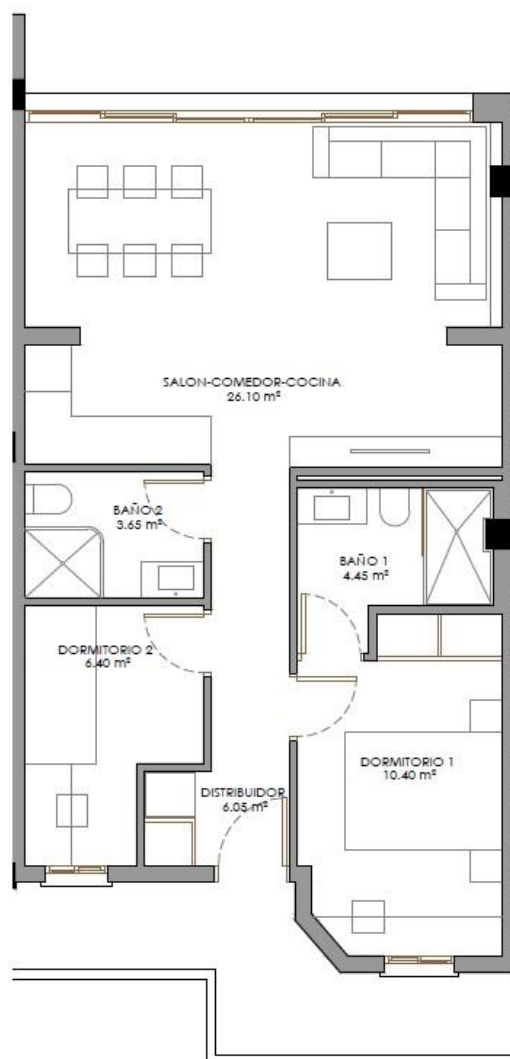 SALON-COMEDOR-COCINA
26.10 m²
BAÑO 2
3.65 m²
BAÑO 1
4.45 m²
DORMITORIO 2
6.40 m²
DORMITORIO 1
10.40 m²
DISTRIBUIDOR
6.05 m²